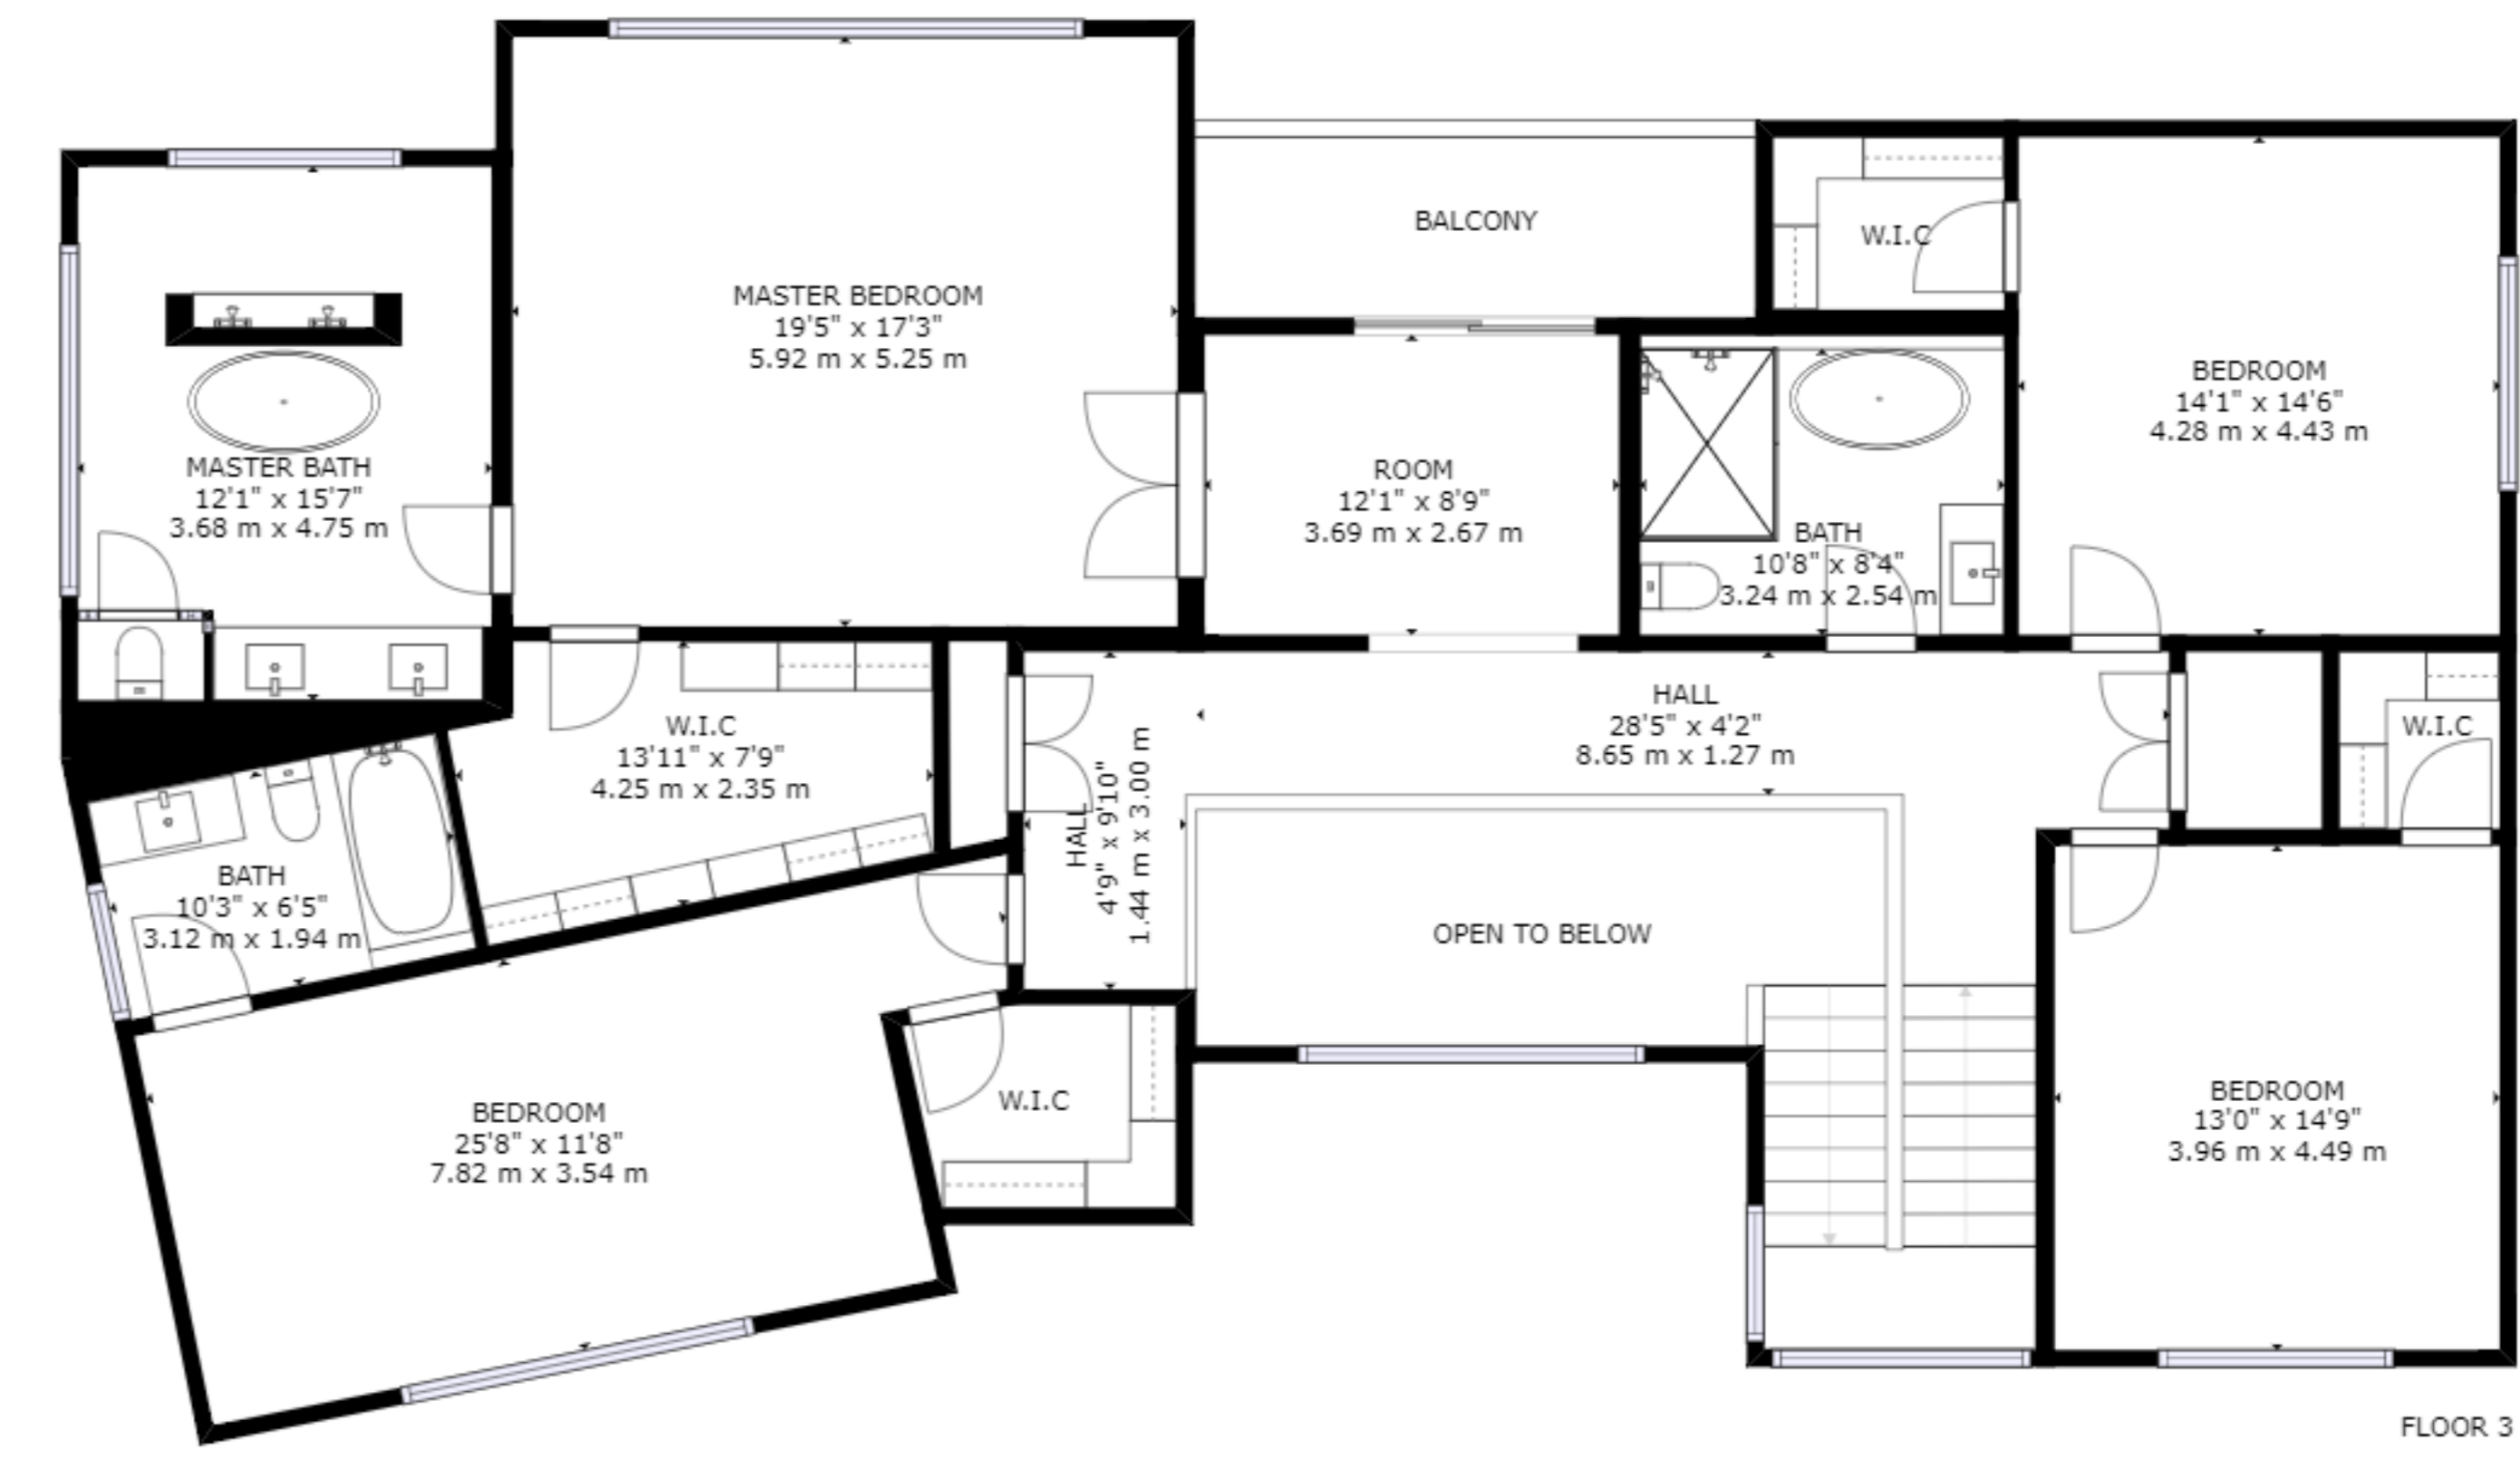 MASTER BEDROOM
19'5" x 17'3"
5.92 m x 5.25 m
BALCONY
W.I.C
BEDROOM
14'1" x 14'6"
4.28 m x 4.43 m
MASTER BATH
12'1" x 15'7"
3.68 m x 4.75 m
ROOM
12'1" x 8'9"
3.69 m x 2.67 m
BATH
10'8" x 8'4"
3.24 m x 2.54 m
W.I.C
13'11" x 7'9"
4.25 m x 2.35 m
HALL
4'9" x 9'10"
1.44 m x 3.00 m
HALL
28'5" x 4'2"
8.65 m x 1.27 m
W.I.C
BATH
10'3" x 6'5"
3.12 m x 1.94 m
OPEN TO BELOW
BEDROOM
25'8" x 11'8"
7.82 m x 3.54 m
W.I.C
BEDROOM
13'0" x 14'9"
3.96 m x 4.49 m
FLOOR 3